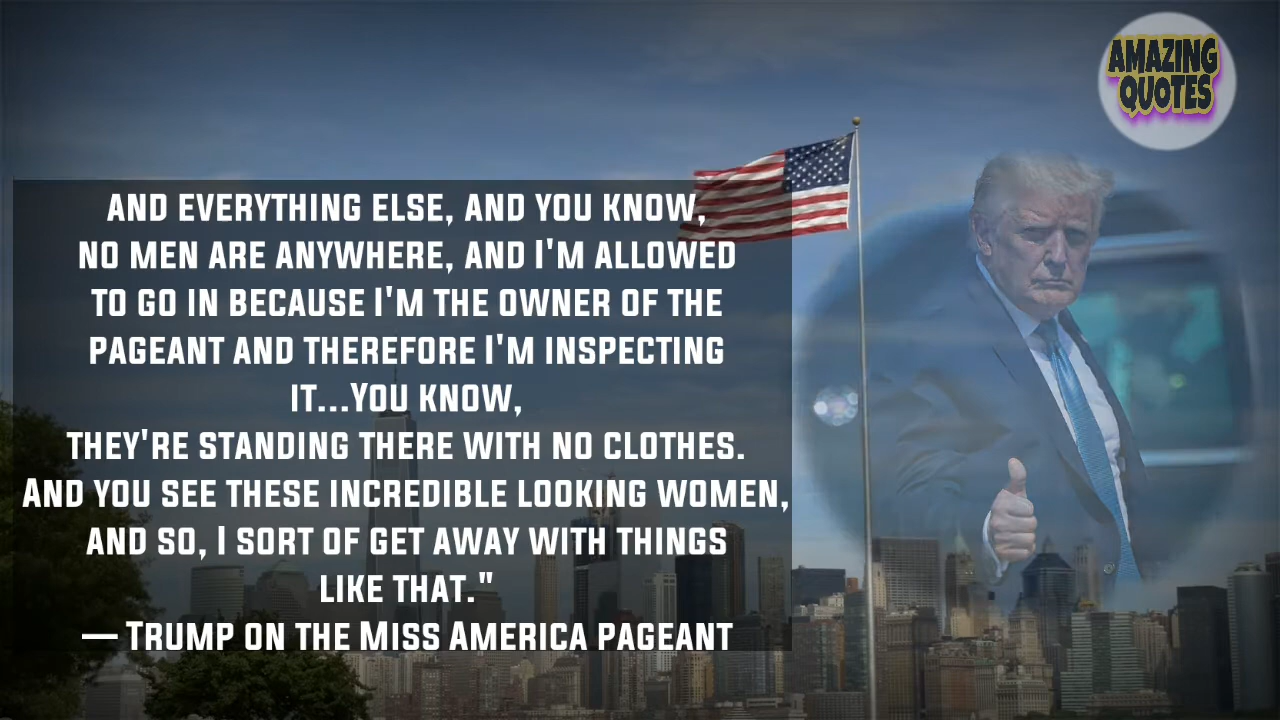 AMAZING
QUOTES
AND EVERYTHING ELSE, AND YOU KNOW,
NO MEN ARE ANYWHERE, AND I'M ALLOWED
TO GO IN BECAUSE I'M THE OWNER OF THE
PAGEANT AND THEREFORE I'M INSPECTING
IT...YOU KNOW,
THEY'RE STANDING THERE WITH NO CLOTHES.
AND YOU SEE THESE INCREDIBLE LOOKING WOMEN,
AND SO, I SORT OF GET AWAY WITH THINGS
LIKE THAT."
— TRUMP ON THE MISS AMERICA PAGEANT